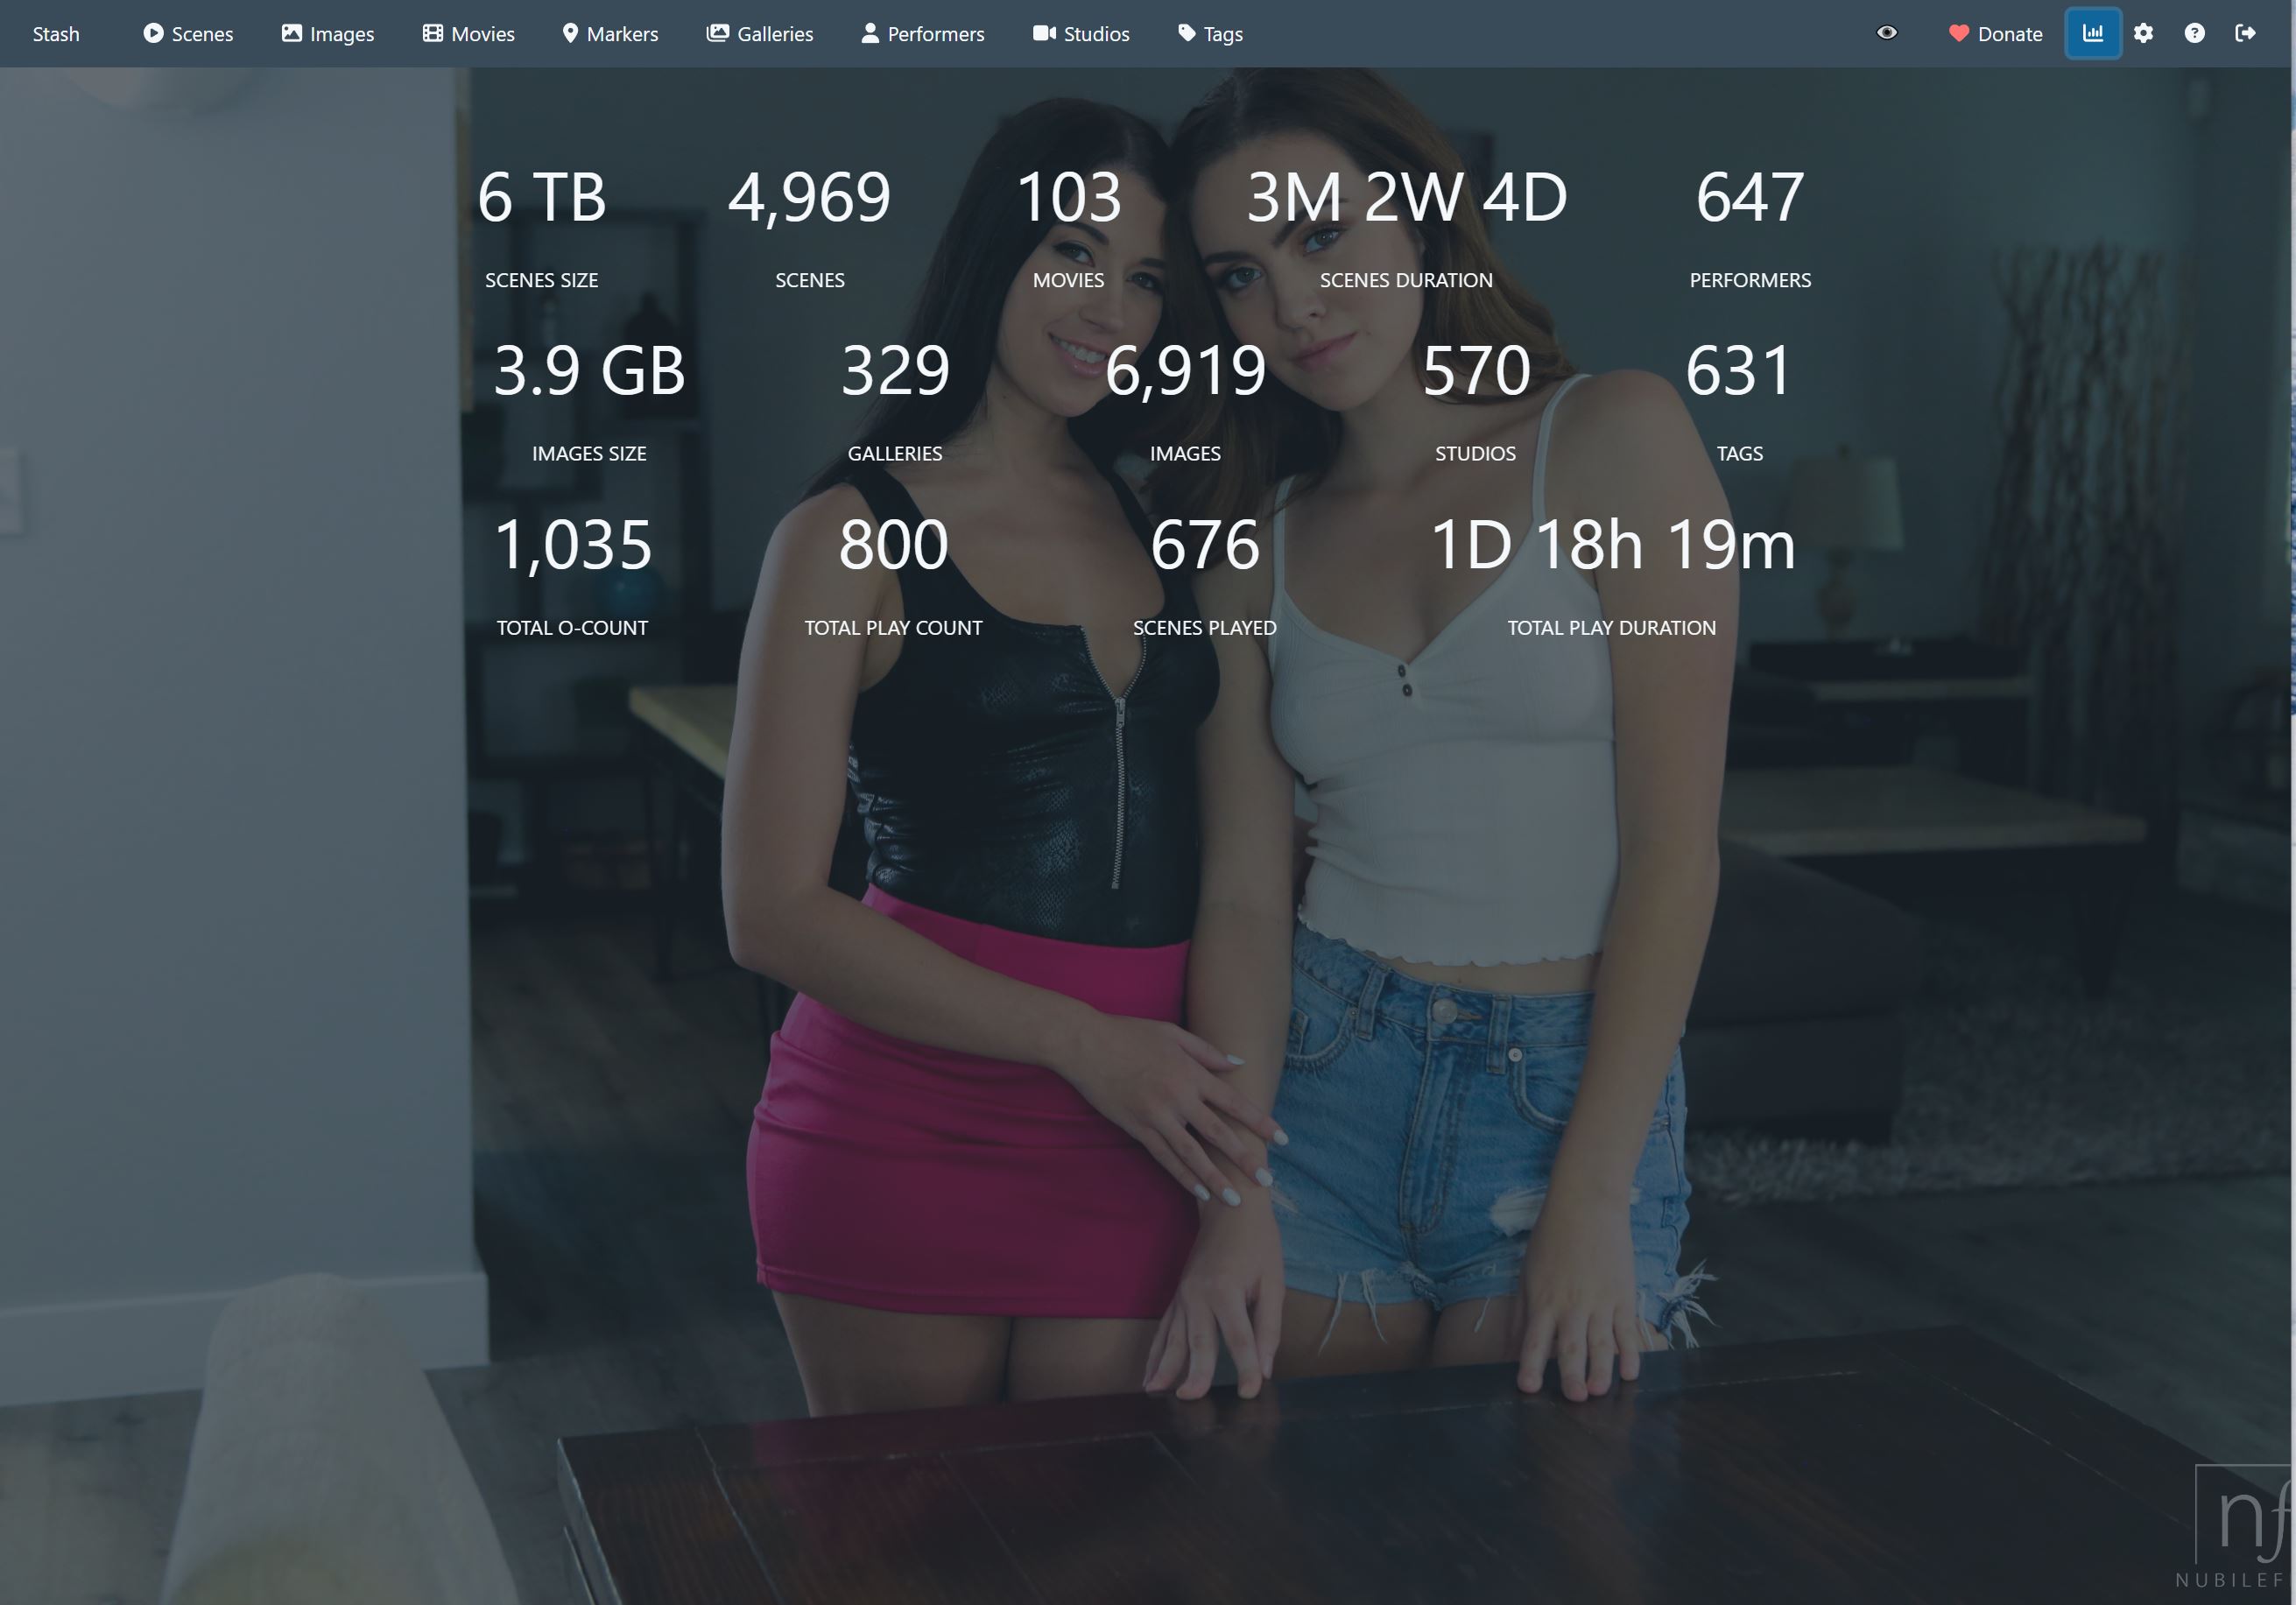 Stash Scenes Images Movies Markers Galleries Performers Studios Tags Donate
6 TB 4,969 103 3M 2W 4D 647
SCENES SIZE SCENES MOVIES SCENES DURATION PERFORMERS
3.9 GB 329 6,919 570 631
IMAGES SIZE GALLERIES IMAGES STUDIOS TAGS
1,035 800 676 1D 18h 19m
TOTAL O-COUNT TOTAL PLAY COUNT SCENES PLAYED TOTAL PLAY DURATION
nf
NUBILEF